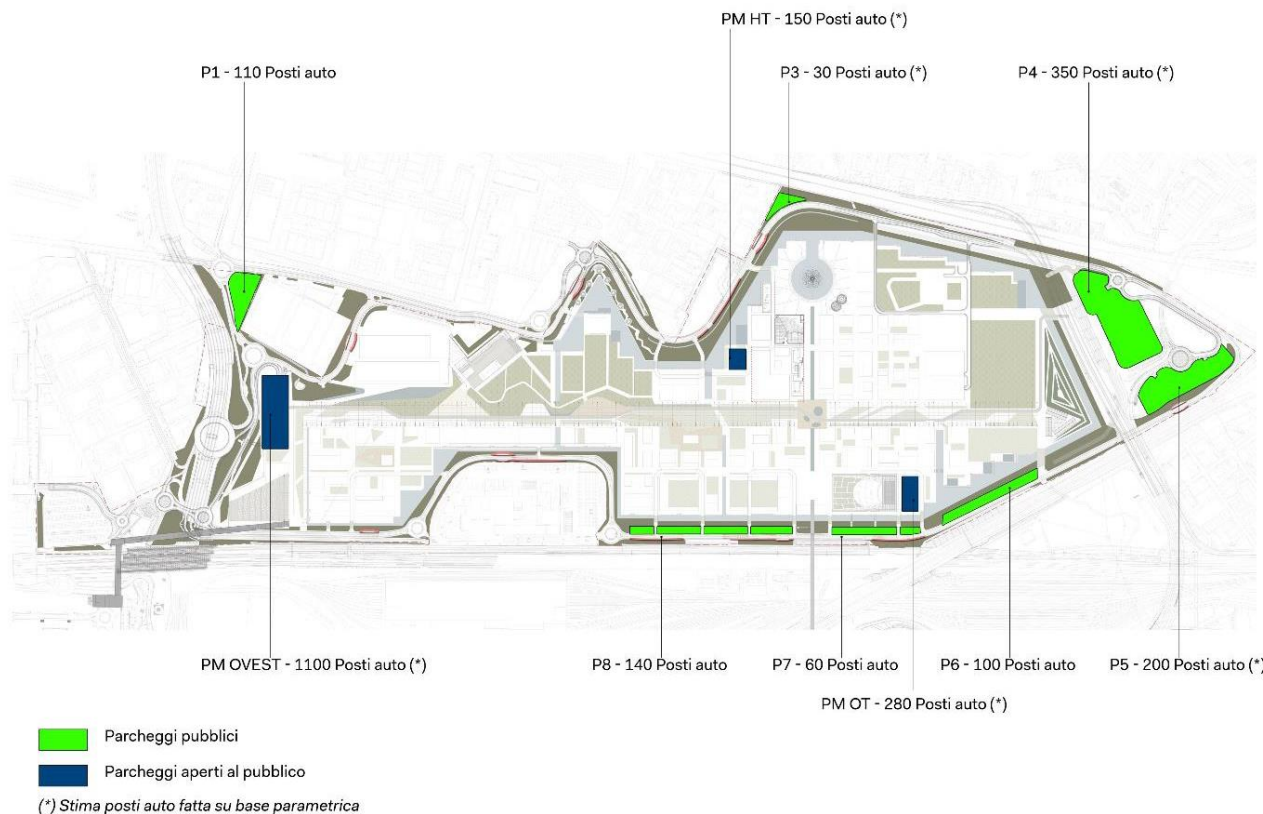 PM HT - 150 Posti auto (*)
P1 - 110 Posti auto
P3 - 30 Posti auto (*)
P4 - 350 Posti auto (*)
PM OVEST - 1100 Posti auto (*)
P8 - 140 Posti auto
P7 - 60 Posti auto
P6 - 100 Posti auto
P5 - 200 Posti auto (*)
PM OT - 280 Posti auto (*)
Parcheggi pubblici
Parcheggi aperti al pubblico
(*) Stima posti auto fatta su base parametrica